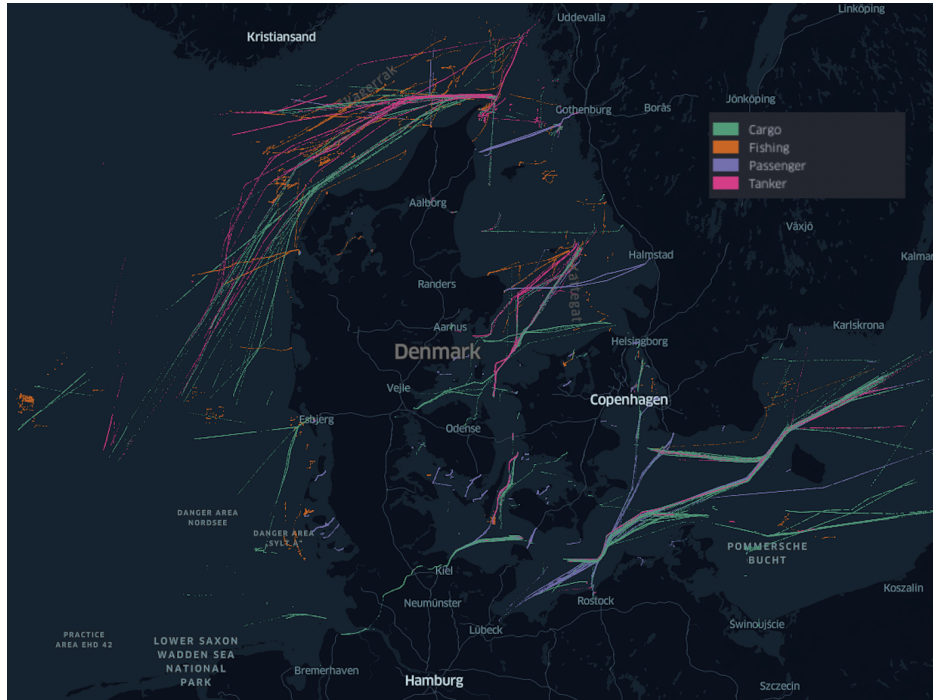 Uddevalla
Linköping
Kristiansand
Skagerrak
Jönköping
Gothenburg
Borås
Cargo
Fishing
Passenger
Tanker
Aalborg
Växjö
Halmstad
Kalmar
Kattegat
Randers
Aarhus
Karlskrona
Helsingborg
Denmark
Vejle
Copenhagen
Esbjerg
Odense
DANGER AREA
NORDSEE
DANGER AREA
"SYLT A"
POMMERSCHE
BUCHT
Kiel
Koszalin
Neumünster
Rostock
Świnoujście
Lübeck
PRACTICE
AREA EHD 42
LOWER SAXON
WADDEN SEA
NATIONAL
PARK
Bremerhaven
Hamburg
Szczecin